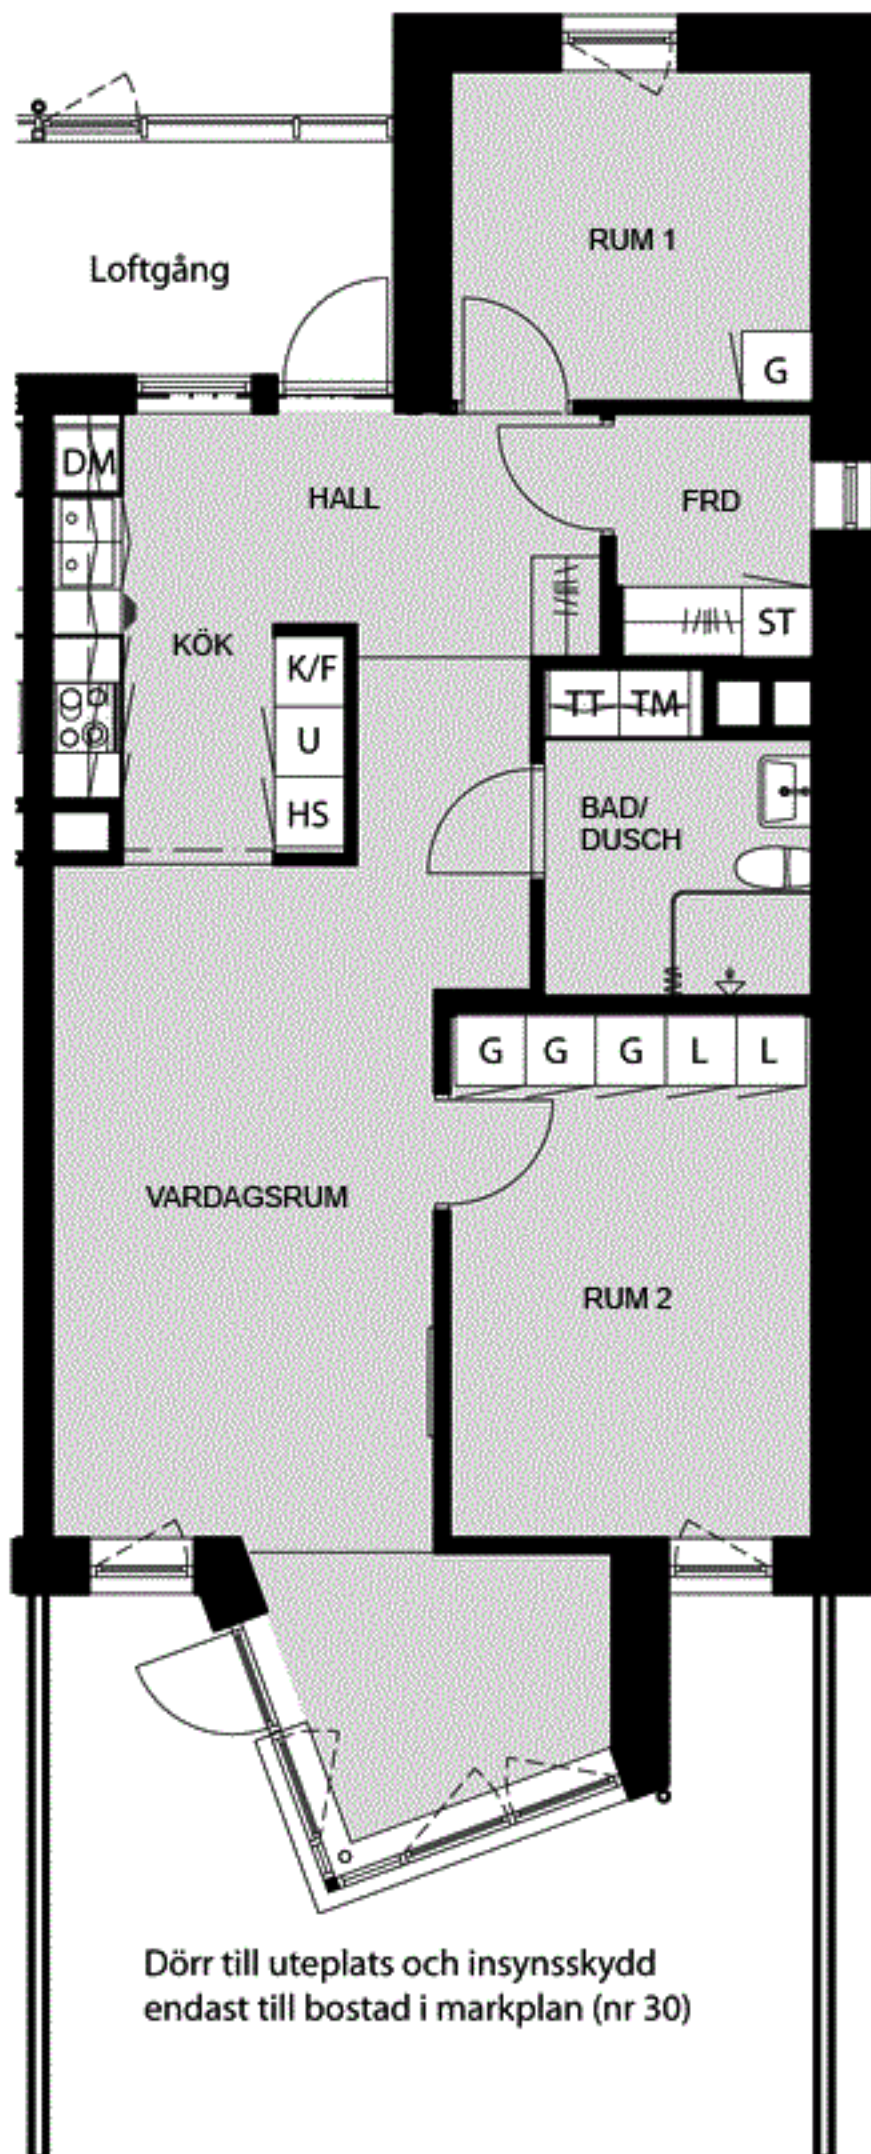 RUM 1
Loftgång
G
DM
HALL
FRD
ST
KÖK
K/F
TT TM
U
HS
BAD/
DUSCH
G G G L L
VARDAGSRUM
RUM 2
Dörr till uteplats och insynsskydd
endast till bostad i markplan (nr 30)